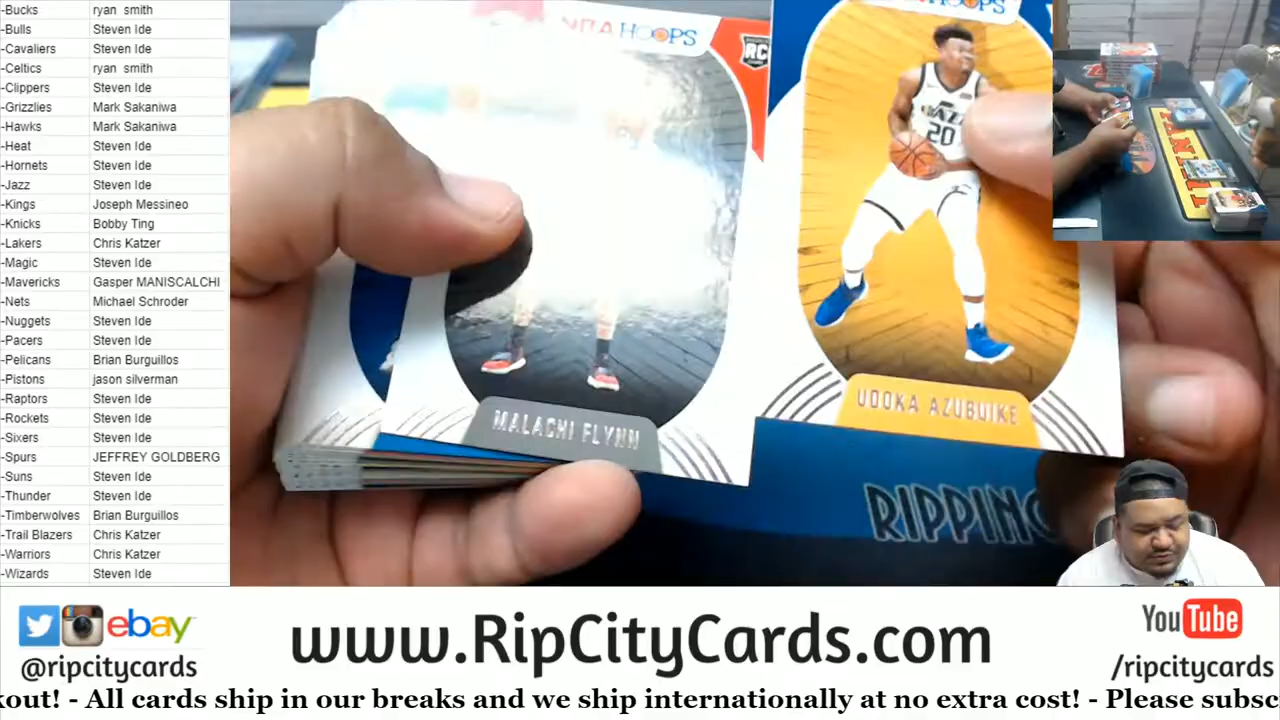 -Bucks ryan smith
-Bulls Steven Ide
-Cavaliers Steven Ide
-Celtics ryan smith
-Clippers Steven Ide
-Grizzlies Mark Sakaniwa
-Hawks Mark Sakaniwa
-Heat Steven Ide
-Hornets Steven Ide
-Jazz Steven Ide
-Kings Joseph Messineo
-Knicks Bobby Ting
-Lakers Chris Katzer
-Magic Steven Ide
-Mavericks Gasper MANISCALCHI
-Nets Michael Schroder
-Nuggets Steven Ide
-Pacers Steven Ide
-Pelicans Brian Burguillos
-Pistons jason silverman
-Raptors Steven Ide
-Rockets Steven Ide
-Sixers Steven Ide
-Spurs JEFFREY GOLDBERG
-Suns Steven Ide
-Thunder Steven Ide
-Timberwolves Brian Burguillos
-Trail Blazers Chris Katzer
-Warriors Chris Katzer
-Wizards Steven Ide
NBA HOOPS
RC
MALACHI FLYNN
HOOPS
JAZZ
20
UDOKA AZUBUIKE
RIPPING
ebay
@ripcitycards
www.RipCityCards.com
YouTube
/ripcitycards
kout! - All cards ship in our breaks and we ship internationally at no extra cost! - Please subsc